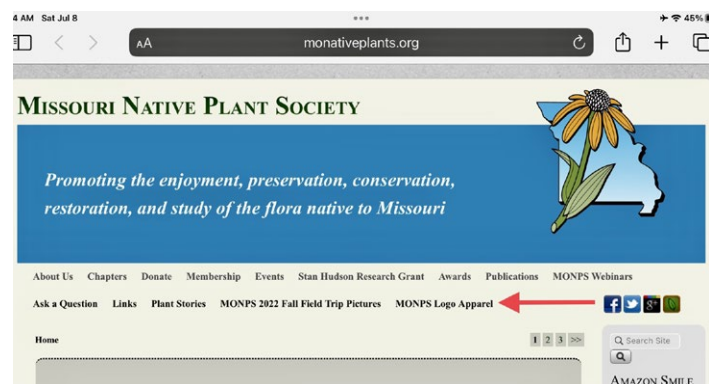 4 AM Sat Jul 8
45%
AA
monativeplants.org
Missouri Native Plant Society
Promoting the enjoyment, preservation, conservation,
restoration, and study of the flora native to Missouri
About Us Chapters Donate Membership Events Stan Hudson Research Grant Awards Publications MONPS Webinars
Ask a Question Links Plant Stories MONPS 2022 Fall Field Trip Pictures MONPS Logo Apparel
Home
1 2 3 >>
Search Site
Amazon Smile